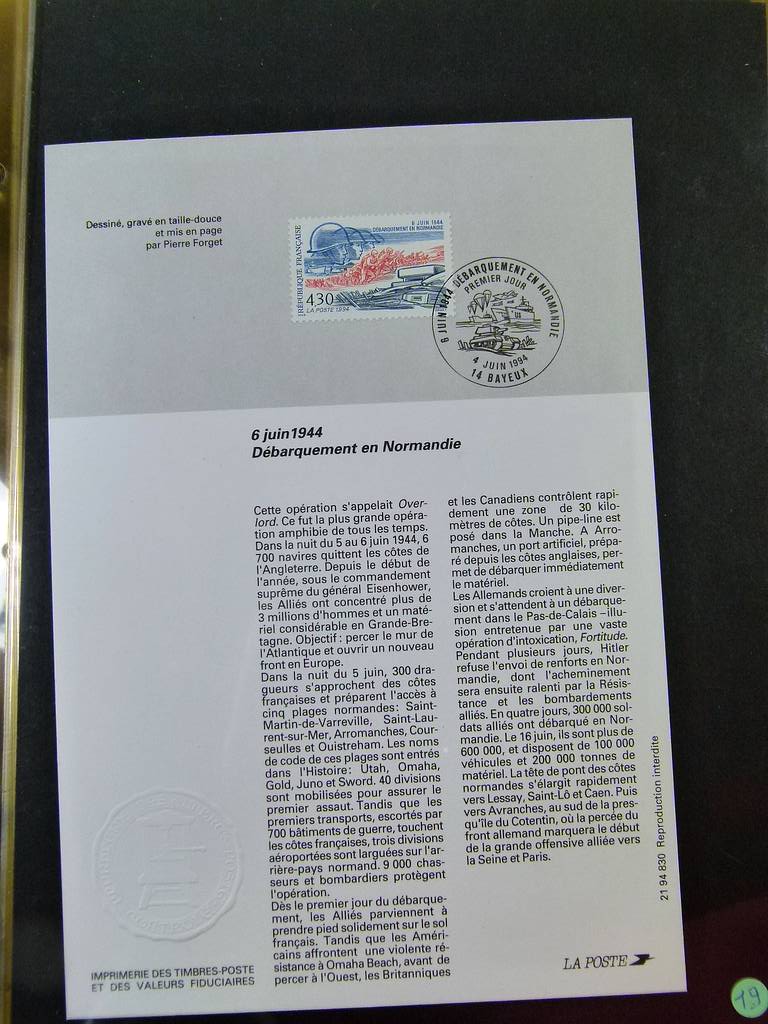 Dessiné, gravé en taille-douce
et mis en page
par Pierre Forget
RÉPUBLIQUE FRANÇAISE
6 JUIN 1944
DÉBARQUEMENT EN NORMANDIE
4,30
LA POSTE 1994
6 JUIN 1944 DÉBARQUEMENT EN NORMANDIE
PREMIER JOUR
4 JUIN 1994
14 BAYEUX
6 juin1944
Débarquement en Normandie
Cette opération s'appelait Over-
lord. Ce fut la plus grande opéra-
tion amphibie de tous les temps.
Dans la nuit du 5 au 6 juin 1944, 6
700 navires quittent les côtes de
l'Angleterre. Depuis le début de
l'année, sous le commandement
suprême du général Eisenhower,
les Alliés ont concentré plus de
3 millions d'hommes et un maté-
riel considérable en Grande-Bre-
tagne. Objectif : percer le mur de
l'Atlantique et ouvrir un nouveau
front en Europe.
Dans la nuit du 5 juin, 300 dra-
gueurs s'approchent des côtes
françaises et préparent l'accès à
cinq plages normandes: Saint-
Martin-de-Varreville, Saint-Lau-
rent-sur-Mer, Arromanches, Cour-
seulles et Ouistreham. Les noms
de code de ces plages sont entrés
dans l'Histoire: Utah, Omaha,
Gold, Juno et Sword. 40 divisions
sont mobilisées pour assurer le
premier assaut. Tandis que les
premiers transports, escortés par
700 bâtiments de guerre, touchent
les côtes françaises, trois divisions
aéroportées sont larguées sur l'ar-
rière-pays normand. 9 000 chas-
seurs et bombardiers protègent
l'opération.
Dès le premier jour du débarque-
ment, les Alliés parviennent à
prendre pied solidement sur le sol
français. Tandis que les Améri-
cains affrontent une violente ré-
sistance à Omaha Beach, avant de
percer à l'Ouest, les Britanniques
et les Canadiens contrôlent rapi-
dement une zone de 30 kilo-
mètres de côtes. Un pipe-line est
posé dans la Manche. A Arro-
manches, un port artificiel, prépa-
ré depuis les côtes anglaises, per-
met de débarquer immédiatement
le matériel.
Les Allemands croient à une diver-
sion et s'attendent à un débarque-
ment dans le Pas-de-Calais –illu-
sion entretenue par une vaste
opération d'intoxication, Fortitude.
Pendant plusieurs jours, Hitler
refuse l'envoi de renforts en Nor-
mandie, dont l'acheminement
sera ensuite ralenti par la Résis-
tance et les bombardements
alliés. En quatre jours, 300 000 sol-
dats alliés ont débarqué en Nor-
mandie. Le 16 juin, ils sont plus de
600 000, et disposent de 100 000
véhicules et 200 000 tonnes de
matériel. La tête de pont des côtes
normandes s'élargit rapidement
vers Lessay, Saint-Lô et Caen. Puis
vers Avranches, au sud de la pres-
qu'île du Cotentin, où la percée du
front allemand marquera le début
de la grande offensive alliée vers
la Seine et Paris.
21 94 830 Reproduction interdite
IMPRIMERIE DES TIMBRES-POSTE
ET DES VALEURS FIDUCIAIRES
LA POSTE
19